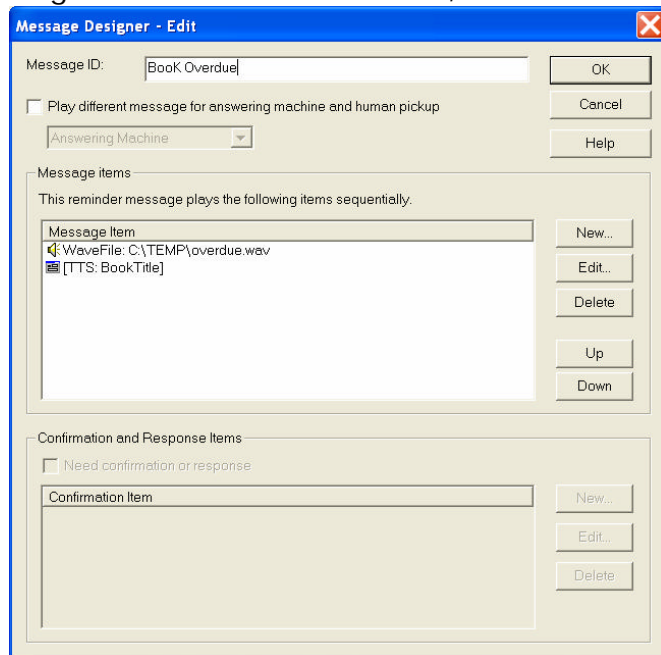 Message Designer - Edit
Message ID: BooK Overdue
OK
Play different message for answering machine and human pickup
Cancel
Answering Machine
Help
Message items
This reminder message plays the following items sequentially.
Message Item
New...
WaveFile: C:\TEMP\overdue.wav
[TTS: BookTitle]
Edit...
Delete
Up
Down
Confirmation and Response Items
Need confirmation or response
Confirmation Item
New...
Edit...
Delete